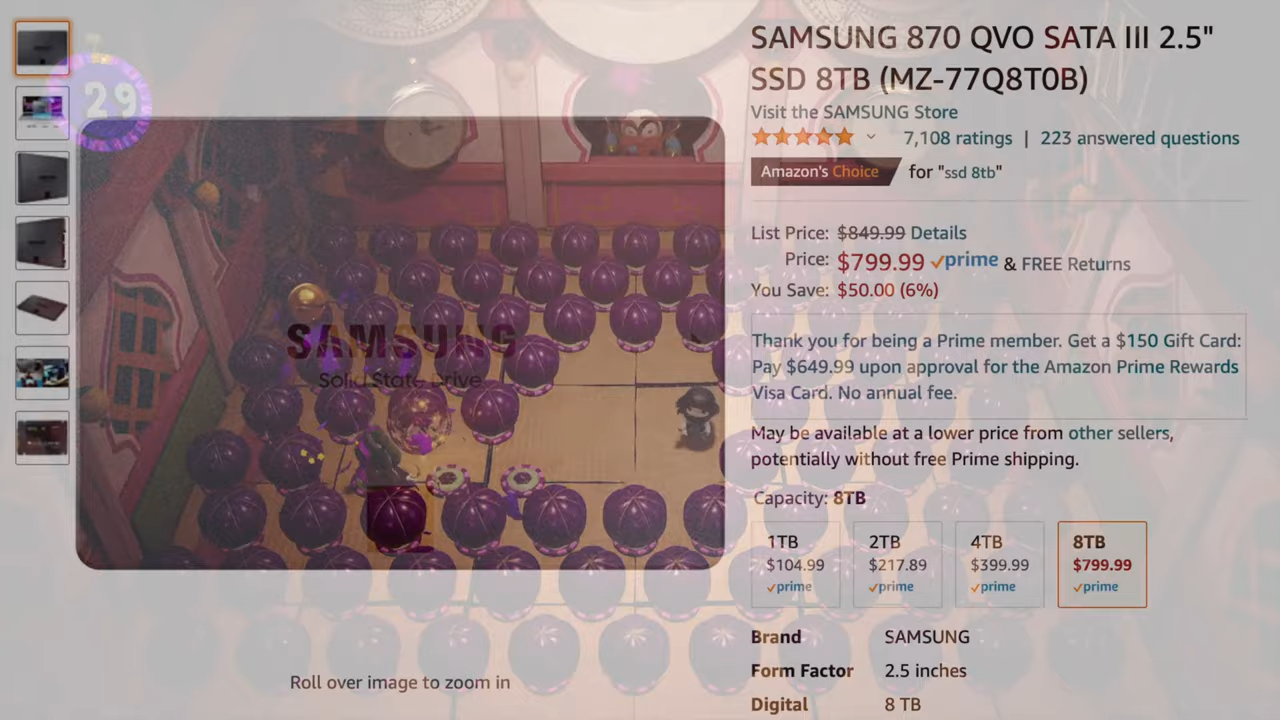 29
SAMSUNG
Solid State Drive
Roll over image to zoom in
SAMSUNG 870 QVO SATA III 2.5"
SSD 8TB (MZ-77Q8T0B)
Visit the SAMSUNG Store
7,108 ratings | 223 answered questions
Amazon's Choice for "ssd 8tb"
List Price: $849.99 Details
Price: $799.99 prime & FREE Returns
You Save: $50.00 (6%)
Thank you for being a Prime member. Get a $150 Gift Card:
Pay $649.99 upon approval for the Amazon Prime Rewards
Visa Card. No annual fee.
May be available at a lower price from other sellers,
potentially without free Prime shipping.
Capacity: 8TB
1TB 2TB 4TB 8TB
$104.99 $217.89 $399.99 $799.99
prime prime prime prime
Brand SAMSUNG
Form Factor 2.5 inches
Digital 8 TB